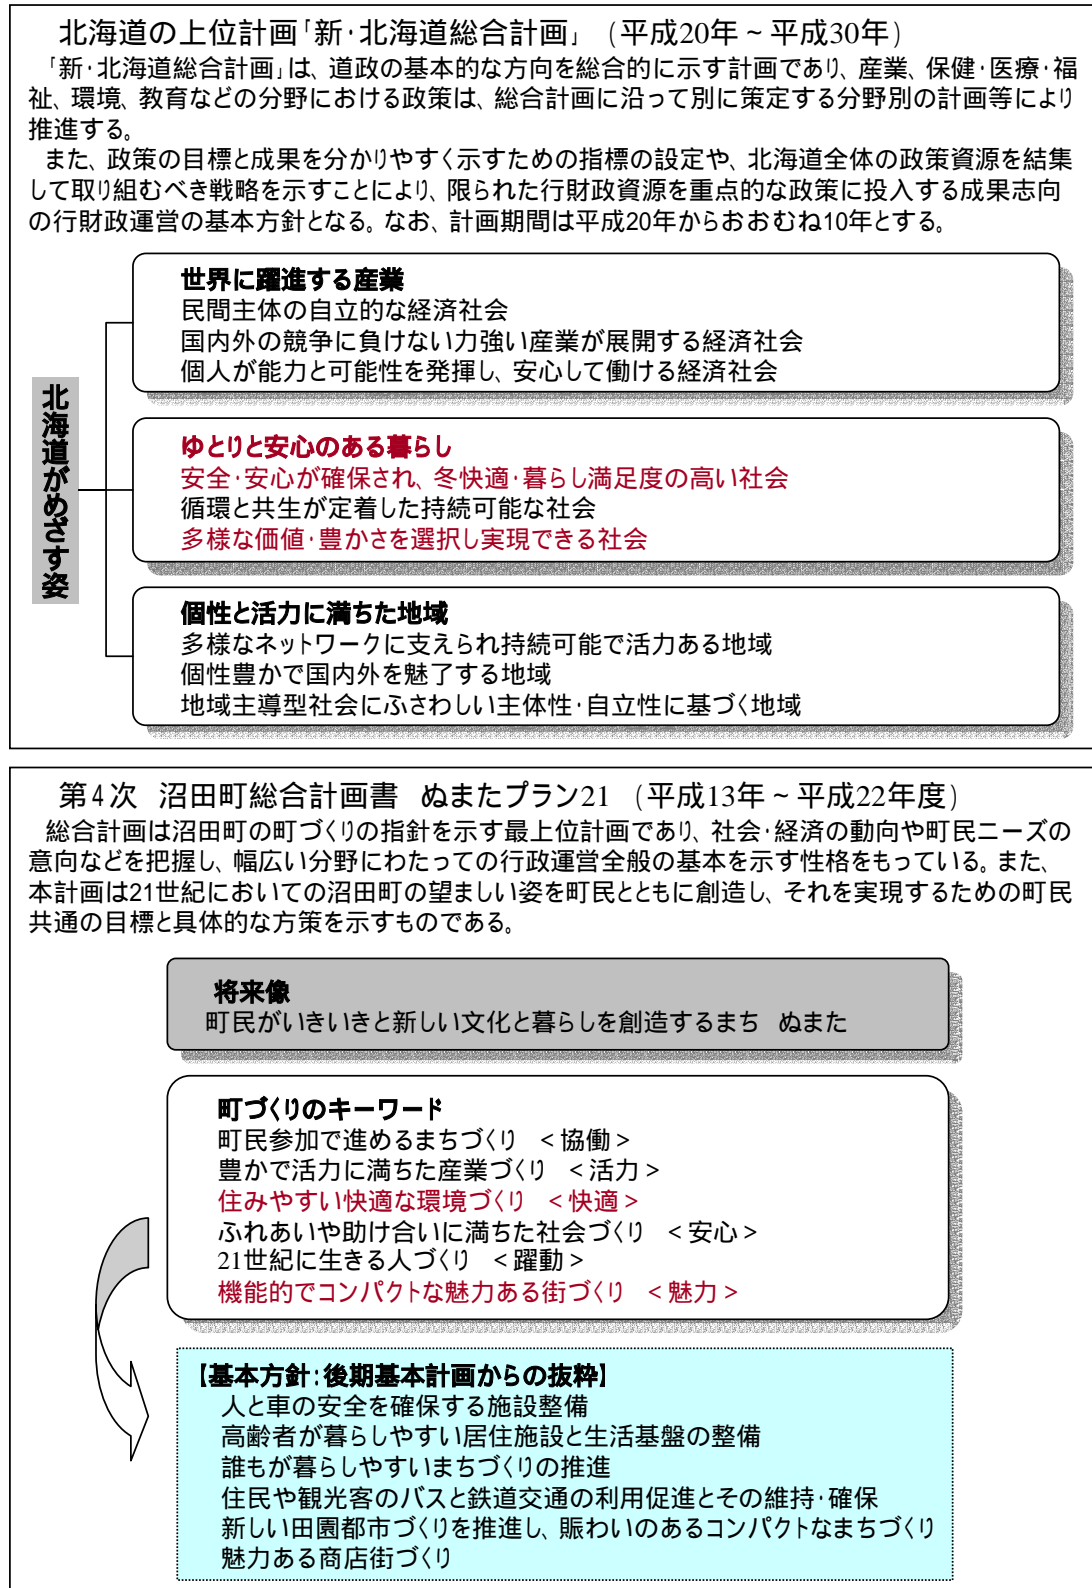 北海道の上位計画「新・北海道総合計画」 (平成20年~平成30年)
「新・北海道総合計画」は、道政の基本的な方向を総合的に示す計画であり、産業、保健・医療・福
祉、環境、教育などの分野における政策は、総合計画に沿って別に策定する分野別の計画等により
推進する。
また、政策の目標と成果を分かりやすく示すための指標の設定や、北海道全体の政策資源を結集
して取り組むべき戦略を示すことにより、限られた行財政資源を重点的な政策に投入する成果志向
の行財政運営の基本方針となる。なお、計画期間は平成20年からおおむね10年とする。
北海道がめざす姿
世界に躍進する産業
民間主体の自立的な経済社会
国内外の競争に負けない力強い産業が展開する経済社会
個人が能力と可能性を発揮し、安心して働ける経済社会
ゆとりと安心のある暮らし
安全・安心が確保され、冬快適・暮らし満足度の高い社会
循環と共生が定着した持続可能な社会
多様な価値・豊かさを選択し実現できる社会
個性と活力に満ちた地域
多様なネットワークに支えられ持続可能で活力ある地域
個性豊かで国内外を魅了する地域
地域主導型社会にふさわしい主体性・自立性に基づく地域
第4次 沼田町総合計画書 ぬまたプラン21 (平成13年~平成22年度)
総合計画は沼田町の町づくりの指針を示す最上位計画であり、社会・経済の動向や町民ニーズの
意向などを把握し、幅広い分野にわたっての行政運営全般の基本を示す性格をもっている。また、
本計画は21世紀においての沼田町の望ましい姿を町民とともに創造し、それを実現するための町民
共通の目標と具体的な方策を示すものである。
将来像
町民がいきいきと新しい文化と暮らしを創造するまち ぬまた
町づくりのキーワード
町民参加で進めるまちづくり <協働>
豊かで活力に満ちた産業づくり <活力>
住みやすい快適な環境づくり <快適>
ふれあいや助け合いに満ちた社会づくり <安心>
21世紀に生きる人づくり <躍動>
機能的でコンパクトな魅力ある街づくり <魅力>
【基本方針:後期基本計画からの抜粋】
人と車の安全を確保する施設整備
高齢者が暮らしやすい居住施設と生活基盤の整備
誰もが暮らしやすいまちづくりの推進
住民や観光客のバスと鉄道交通の利用促進とその維持・確保
新しい田園都市づくりを推進し、賑わいのあるコンパクトなまちづくり
魅力ある商店街づくり